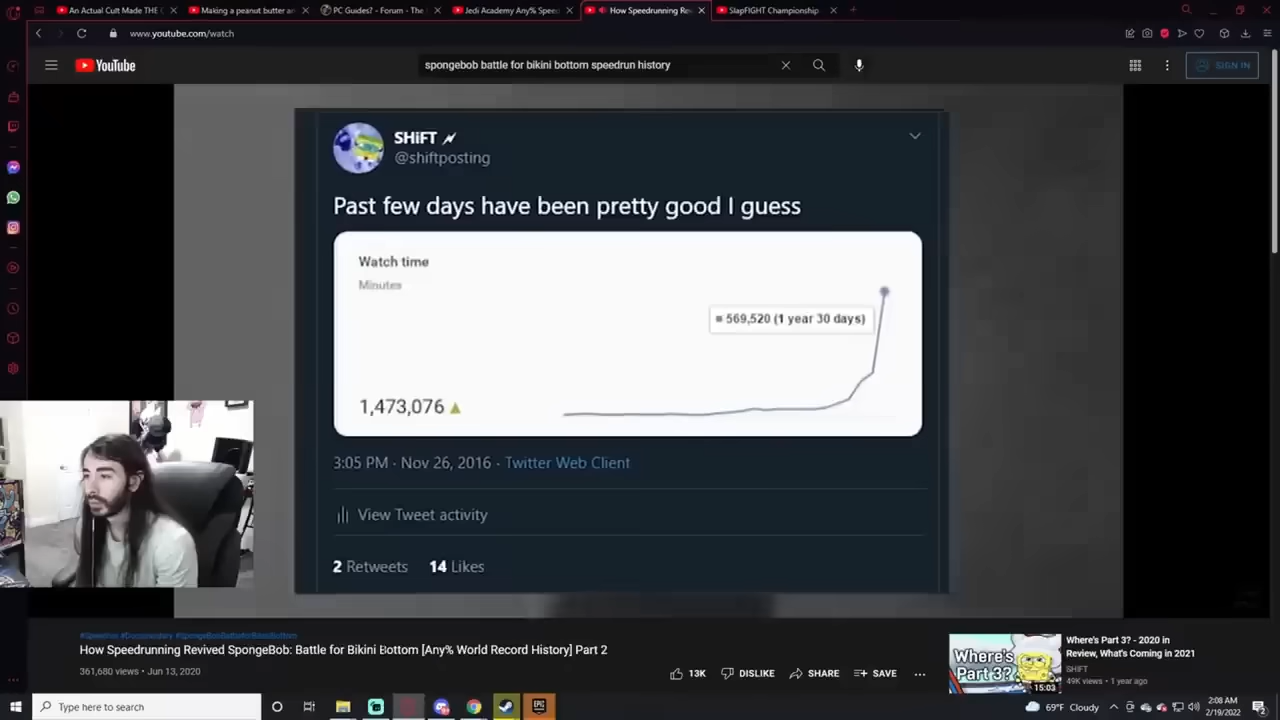 An Actual Cult Made THE C
Making a peanut butter an
PC Guides? - Forum - The S
Jedi Academy Any% Speed
How Speedrunning Rev
SlapFIGHT Championship
www.youtube.com/watch
YouTube
spongebob battle for bikini bottom speedrun history
SIGN IN
SHiFT
@shiftposting
Past few days have been pretty good I guess
Watch time
Minutes
≡ 569,520 (1 year 30 days)
1,473,076
3:05 PM · Nov 26, 2016 · Twitter Web Client
View Tweet activity
2 Retweets 14 Likes
#Speedrun #Documentary #SpongeBobBattleforBikiniBottom
How Speedrunning Revived SpongeBob: Battle for Bikini Bottom [Any% World Record History] Part 2
361,680 views · Jun 13, 2020
13K
DISLIKE
SHARE
SAVE
Where's Part 3?
15:03
Where's Part 3? - 2020 in
Review, What's Coming in 2021
SHIFT
49K views · 1 year ago
Type here to search
69°F Cloudy
2:08 AM
2/19/2022